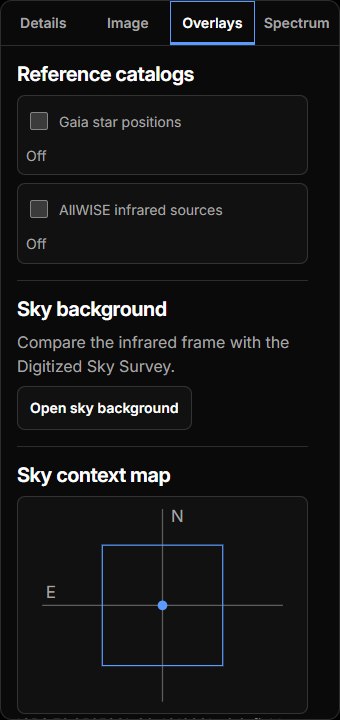 Details Image Overlays Spectrum
Reference catalogs
Gaia star positions
Off
AllWISE infrared sources
Off
Sky background
Compare the infrared frame with the
Digitized Sky Survey.
Open sky background
Sky context map
N
E